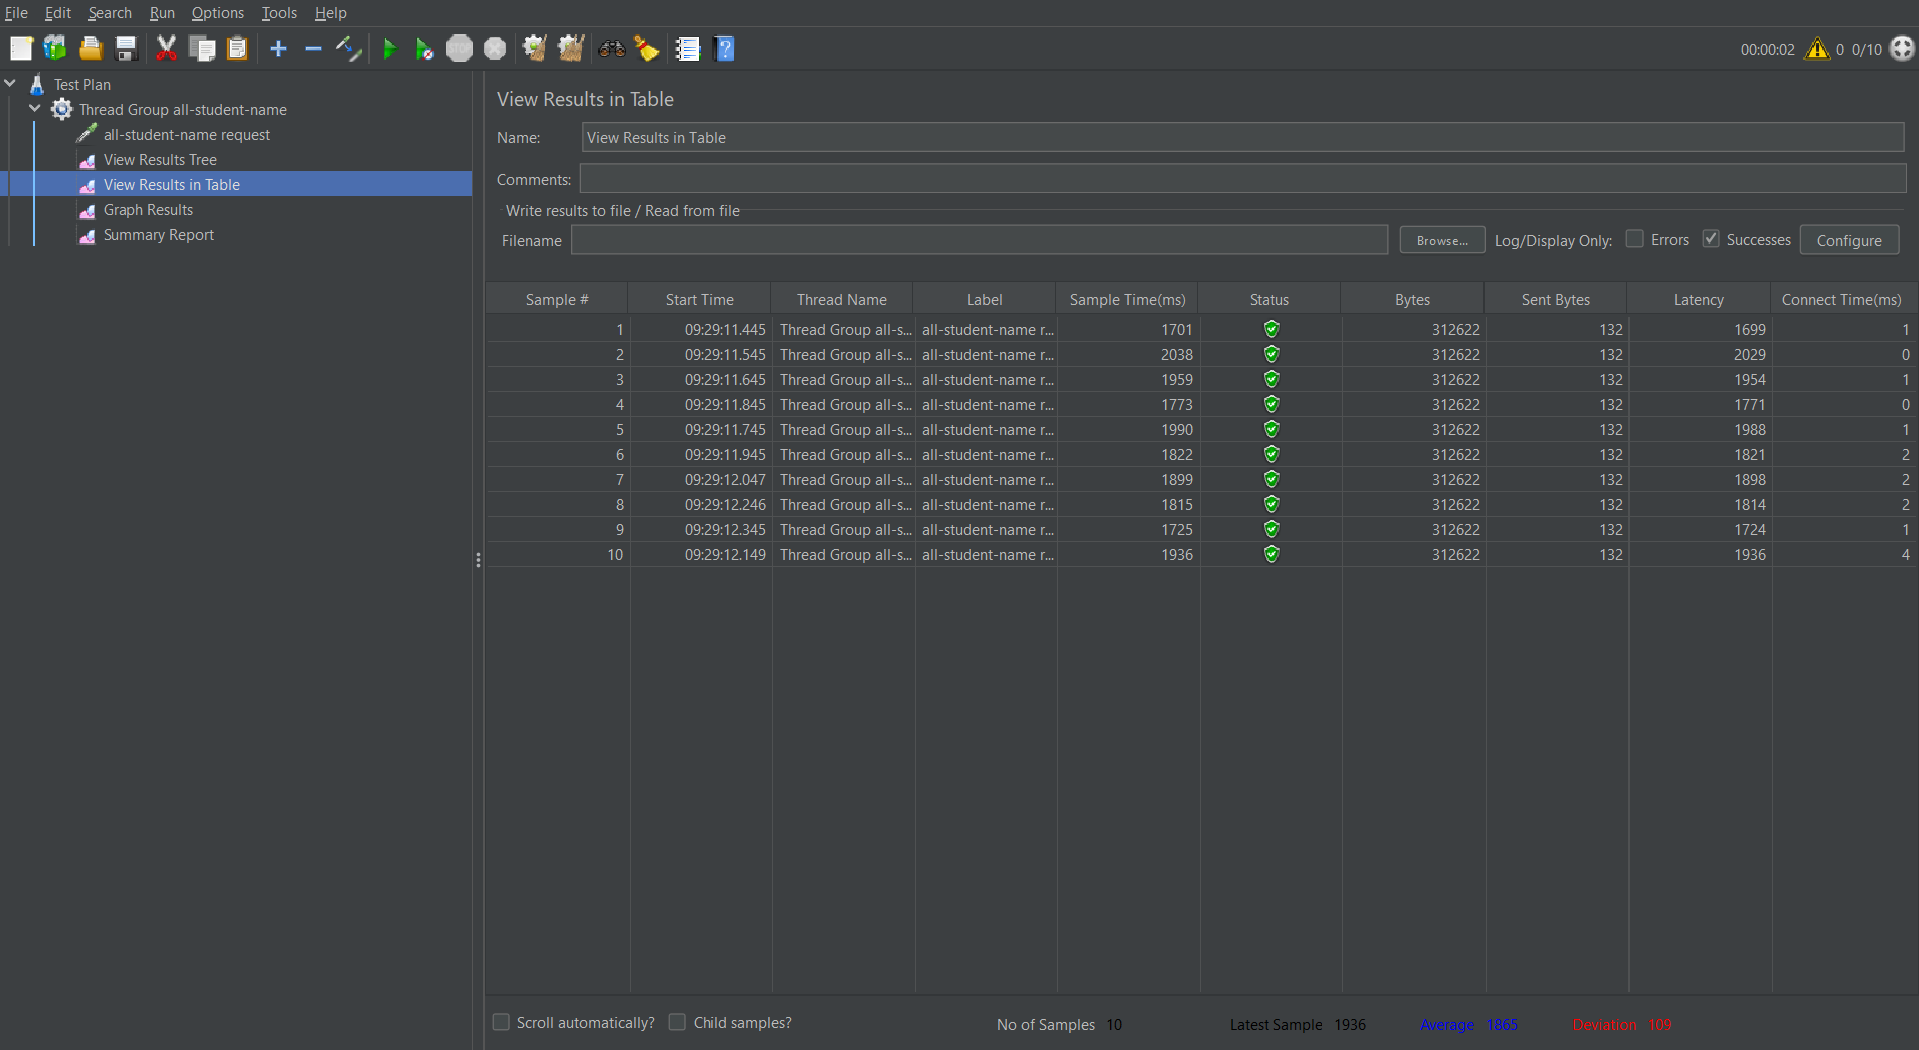 File Edit Search Run Options Tools Help
00:00:02 0 0/10
Test Plan
Thread Group all-student-name
all-student-name request
View Results Tree
View Results in Table
Graph Results
Summary Report
View Results in Table
Name: View Results in Table
Comments:
Write results to file / Read from file
Filename Browse... Log/Display Only: Errors Successes Configure
Sample # Start Time Thread Name Label Sample Time(ms) Status Bytes Sent Bytes Latency Connect Time(ms)
1 09:29:11.445 Thread Group all-s... all-student-name r... 1701 312622 132 1699 1
2 09:29:11.545 Thread Group all-s... all-student-name r... 2038 312622 132 2029 0
3 09:29:11.645 Thread Group all-s... all-student-name r... 1959 312622 132 1954 1
4 09:29:11.845 Thread Group all-s... all-student-name r... 1773 312622 132 1771 0
5 09:29:11.745 Thread Group all-s... all-student-name r... 1990 312622 132 1988 1
6 09:29:11.945 Thread Group all-s... all-student-name r... 1822 312622 132 1821 2
7 09:29:12.047 Thread Group all-s... all-student-name r... 1899 312622 132 1898 2
8 09:29:12.246 Thread Group all-s... all-student-name r... 1815 312622 132 1814 2
9 09:29:12.345 Thread Group all-s... all-student-name r... 1725 312622 132 1724 1
10 09:29:12.149 Thread Group all-s... all-student-name r... 1936 312622 132 1936 4
Scroll automatically? Child samples? No of Samples 10 Latest Sample 1936 Average 1865 Deviation 109